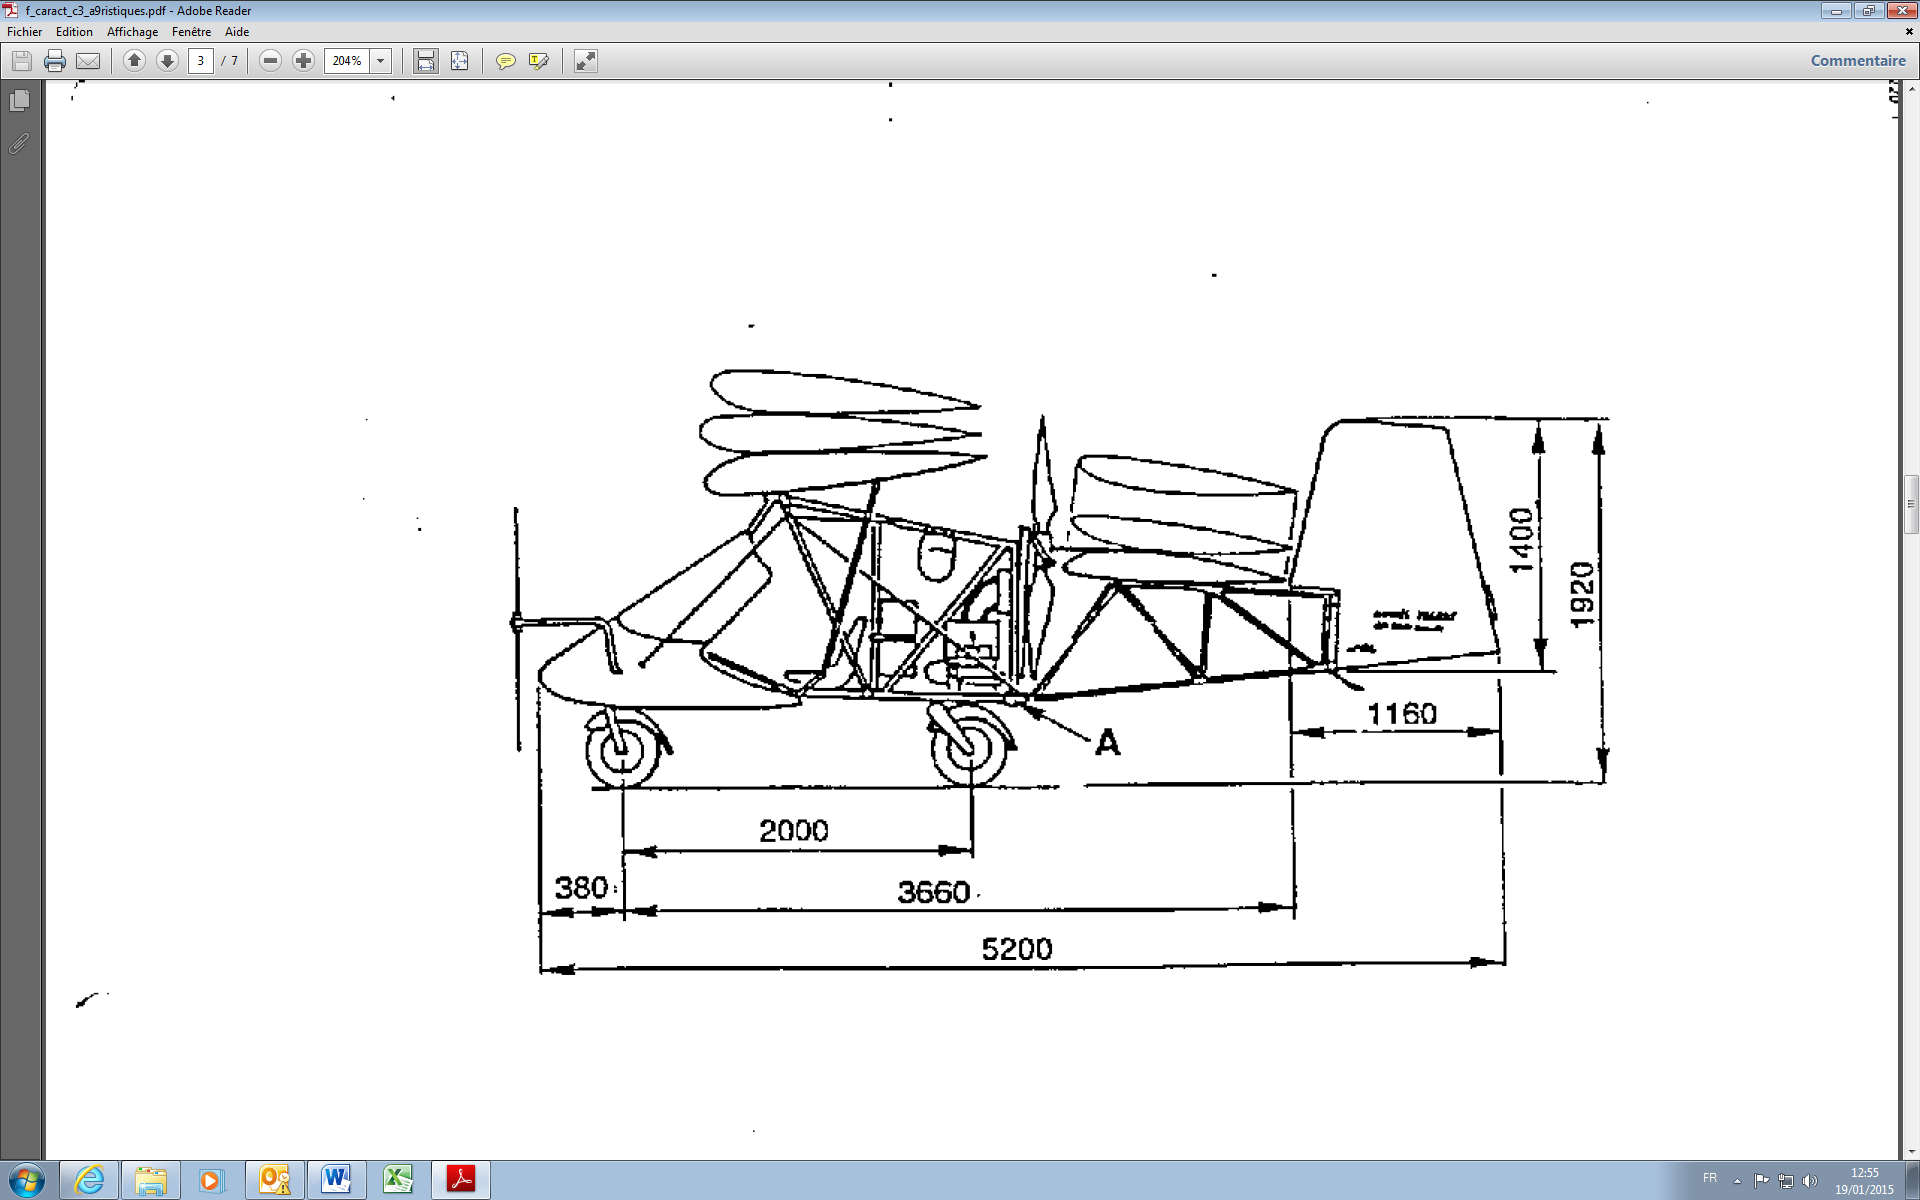 f_caract_c3_a9ristiques.pdf - Adobe Reader
Fichier Edition Affichage Fenêtre Aide
3 / 7 204% Commentaire
1400
1920
1160
A
2000
380
3660
5200
FR
12:55
19/01/2015